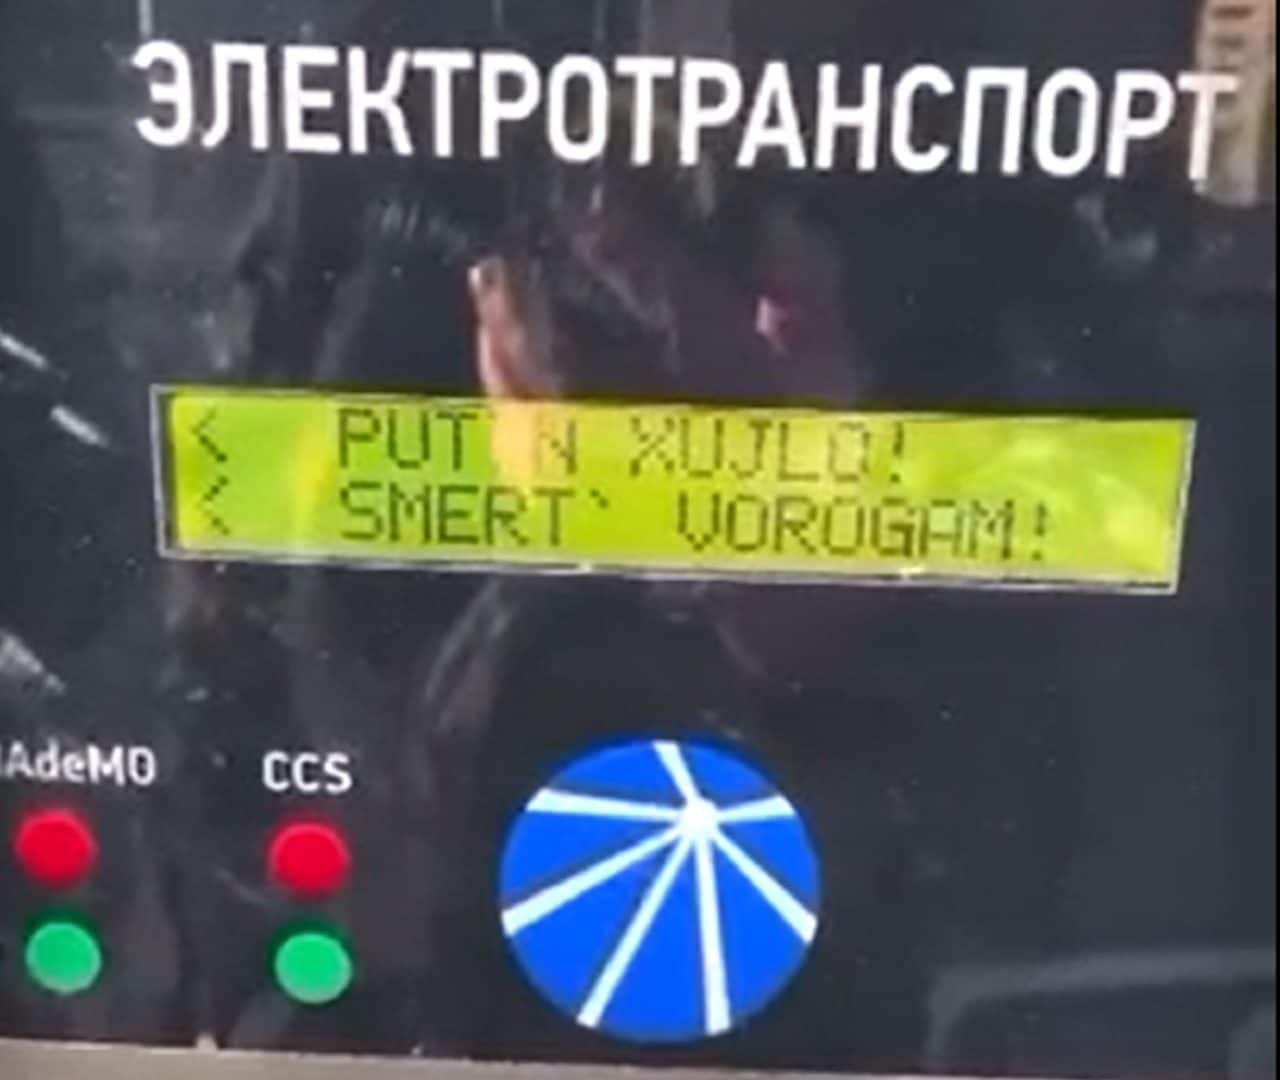 ЭЛЕКТРОТРАНСПОРТ
< PUTIN XUJLO!
< SMERT` VOROGAM!
AdeMO CCS